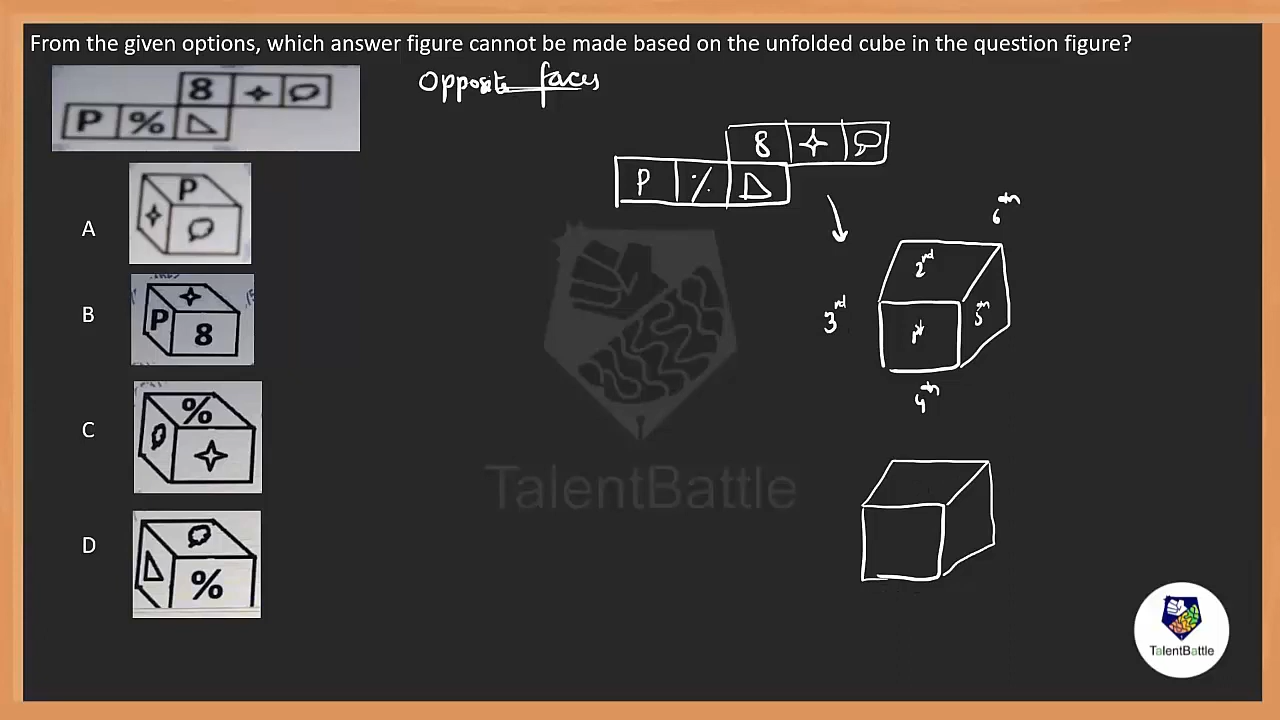 From the given options, which answer figure cannot be made based on the unfolded cube in the question figure?
Opposite faces
8
P %
8
P %
A
P
B
P 8
C
%
D
%
6th
2nd
3rd
1st
5th
4th
TalentBattle
TalentBattle